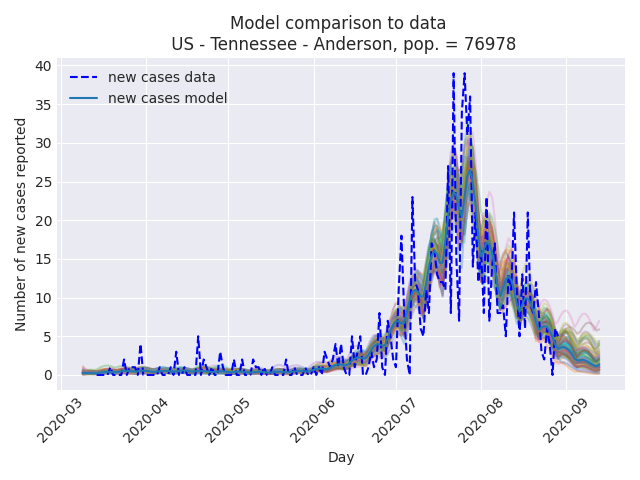 Model comparison to data
US - Tennessee - Anderson, pop. = 76978
new cases data
new cases model
Number of new cases reported
40
35
30
25
20
15
10
5
0
2020-03
2020-04
2020-05
2020-06
2020-07
2020-08
2020-09
Day